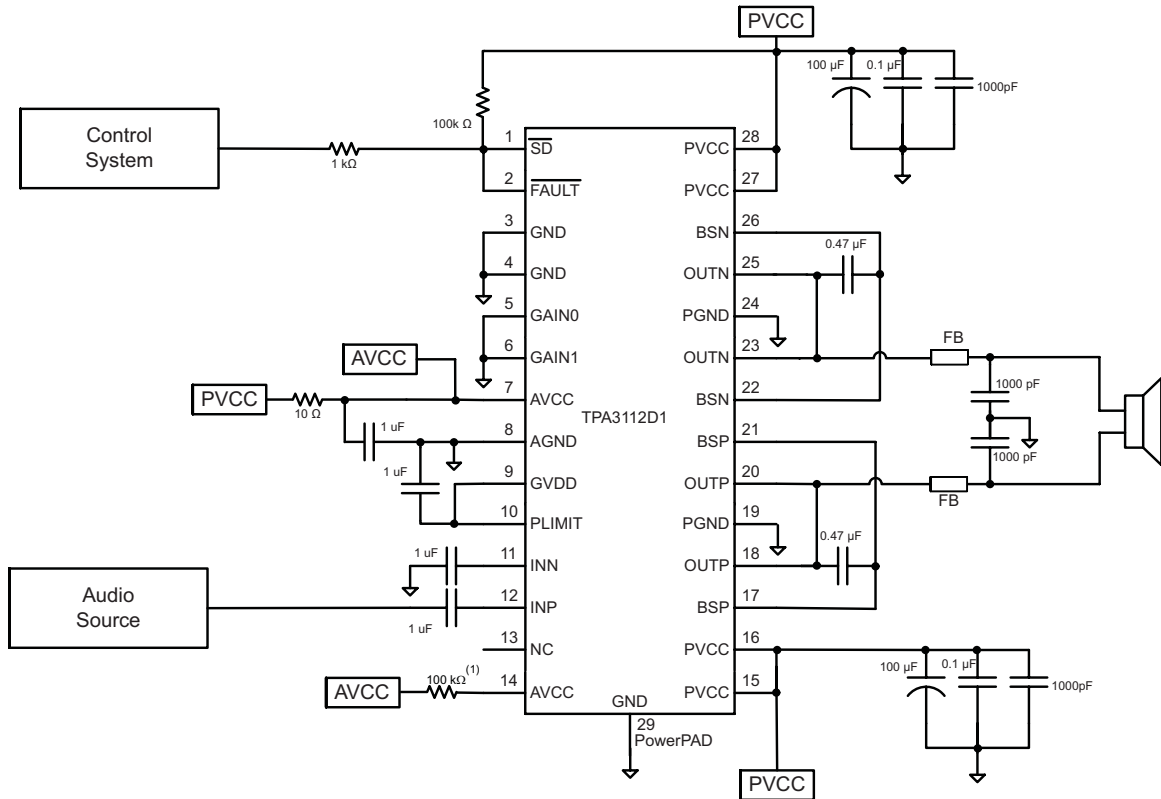 PVCC
100 µF
0.1 µF
1000pF
100k Ω
Control
System
1 kΩ
1
SD
28
PVCC
2
FAULT
27
PVCC
3
GND
26
BSN
0.47 µF
4
GND
25
OUTN
5
GAIN0
24
PGND
6
GAIN1
23
OUTN
FB
AVCC
PVCC
10 Ω
7
AVCC
22
BSN
TPA3112D1
1000 pF
1 uF
8
AGND
21
BSP
1000 pF
1 uF
9
GVDD
20
OUTP
FB
10
PLIMIT
19
PGND
0.47 µF
1 uF
11
INN
18
OUTP
Audio
Source
12
INP
17
BSP
1 uF
13
NC
16
PVCC
100 µF
0.1 µF
1000pF
AVCC
100 kΩ(1)
14
AVCC
15
PVCC
GND
29
PowerPAD
PVCC